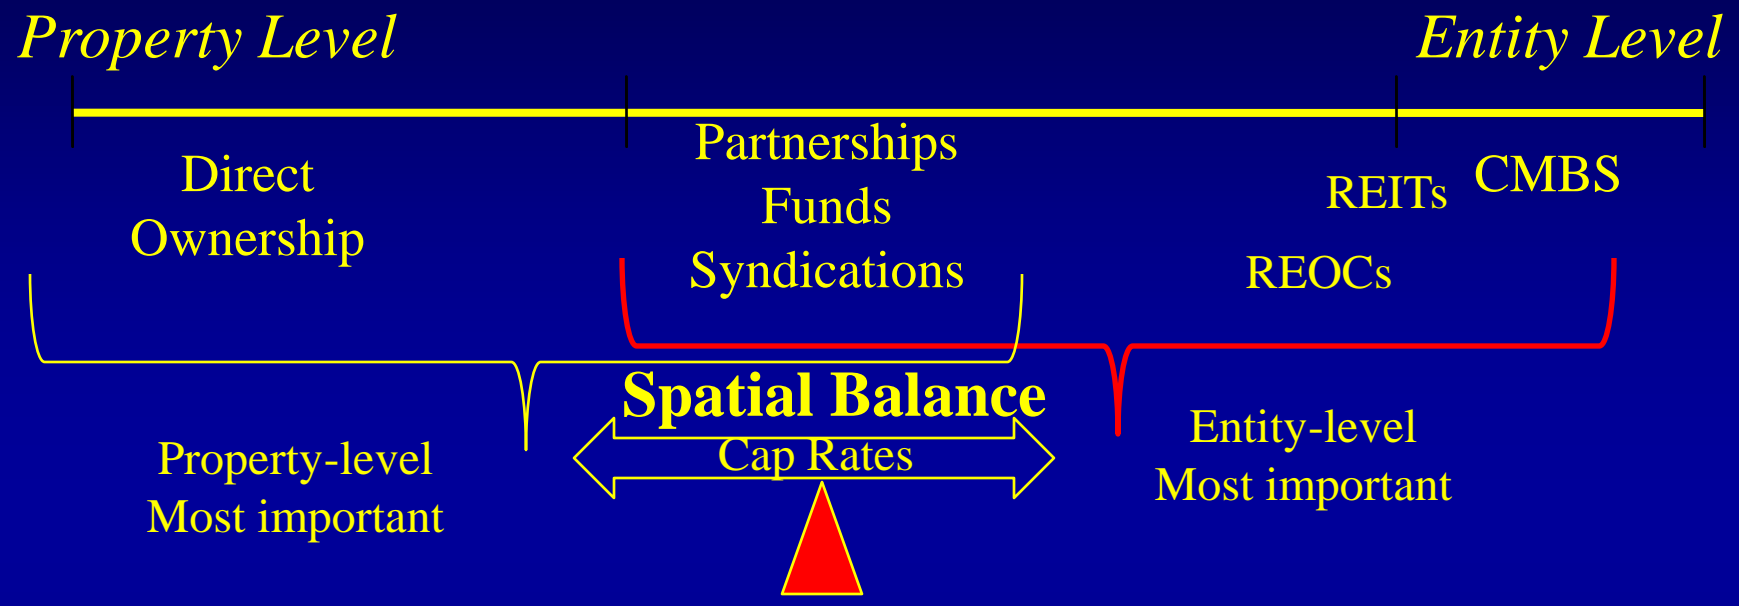 Property Level
Entity Level
Direct
Ownership
Partnerships
Funds
Syndications
REITs
CMBS
REOCs
Spatial Balance
Cap Rates
Property-level
Most important
Entity-level
Most important